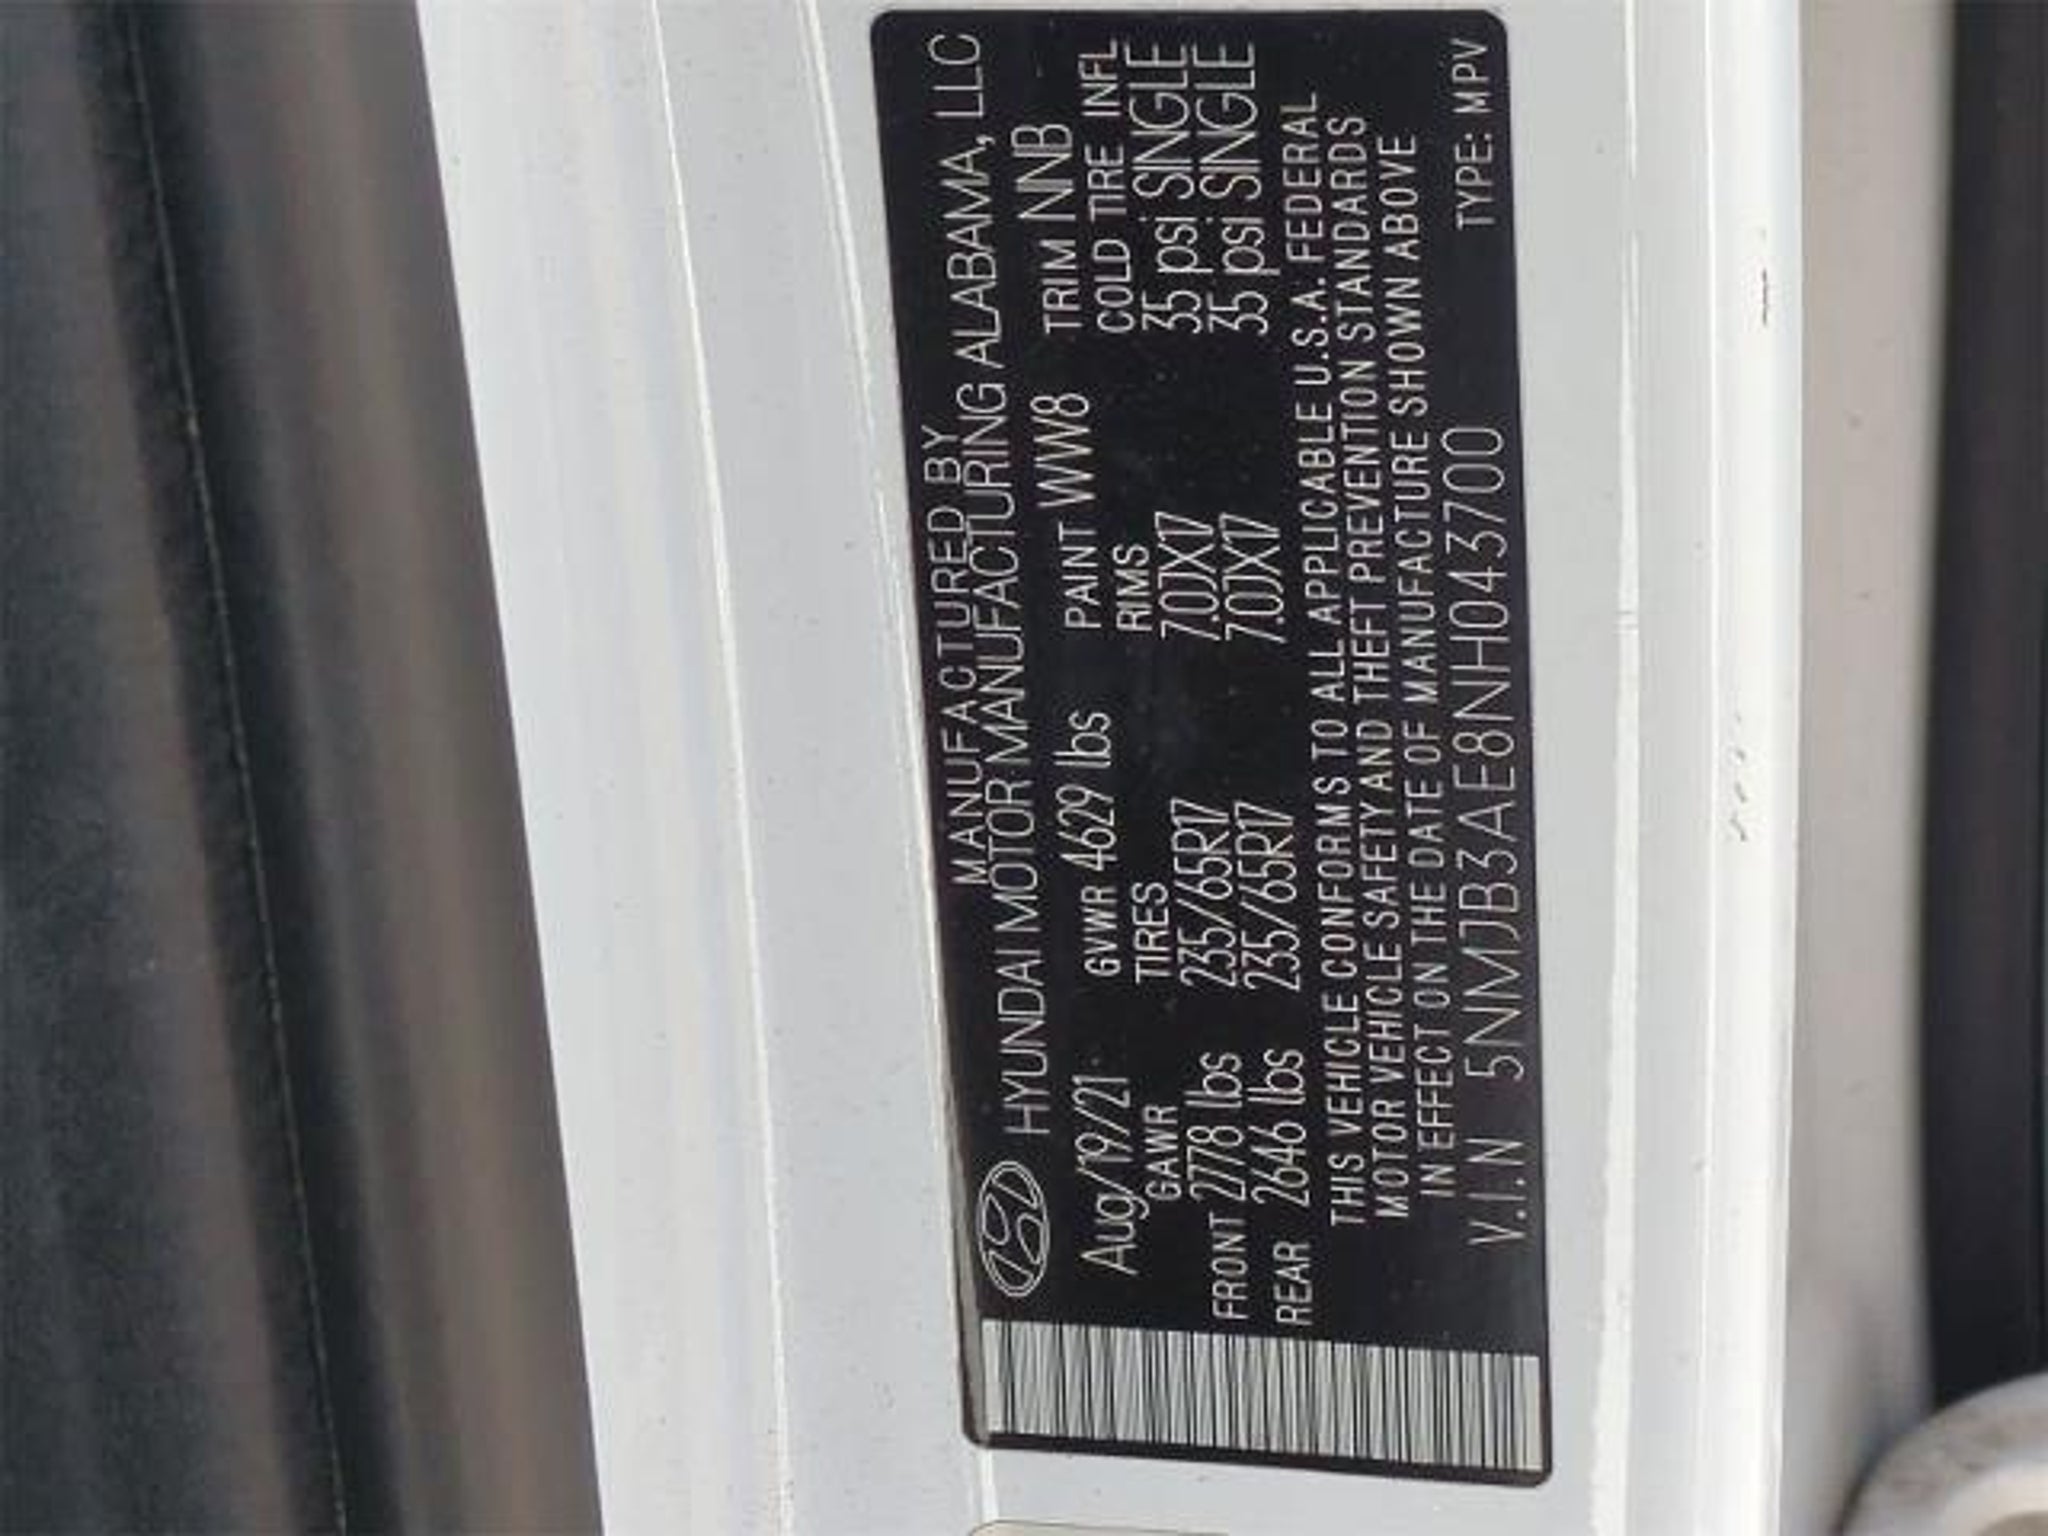 MANUFACTURED BY
HYUNDAI MOTOR MANUFACTURING ALABAMA, LLC
Aug/19/21 GVWR 4629 lbs PAINT WW8 TRIM NNB
GAWR TIRES RIMS COLD TIRE INFL
FRONT 2778 lbs 235/65R17 7.0JX17 35 psi SINGLE
REAR 2646 lbs 235/65R17 7.0JX17 35 psi SINGLE
THIS VEHICLE CONFORMS TO ALL APPLICABLE U.S.A. FEDERAL
MOTOR VEHICLE SAFETY AND THEFT PREVENTION STANDARDS
IN EFFECT ON THE DATE OF MANUFACTURE SHOWN ABOVE
V.I.N 5NMJB3AE8NH043700 TYPE: MPV